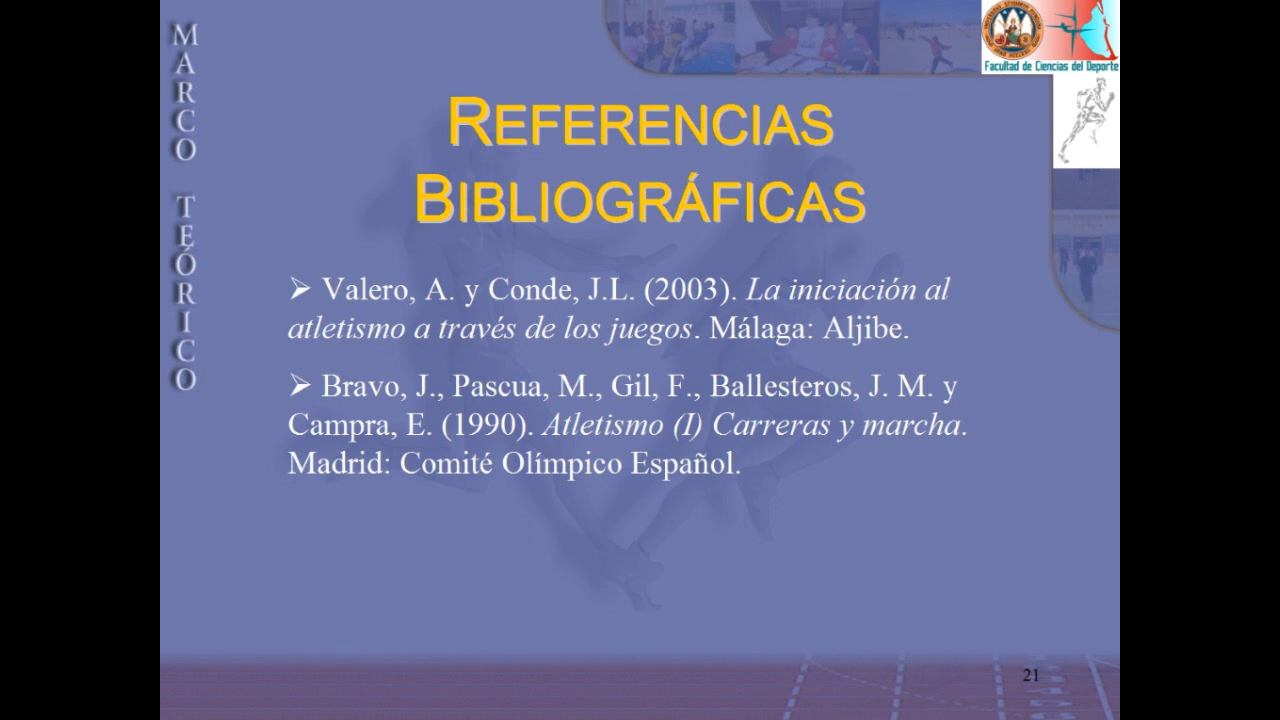 MARCO TEÓRICO
Facultad de Ciencias del Deporte
REFERENCIAS
BIBLIOGRÁFICAS
➢ Valero, A. y Conde, J.L. (2003). La iniciación al
atletismo a través de los juegos. Málaga: Aljibe.
➢ Bravo, J., Pascua, M., Gil, F., Ballesteros, J. M. y
Campra, E. (1990). Atletismo (I) Carreras y marcha.
Madrid: Comité Olímpico Español.
21